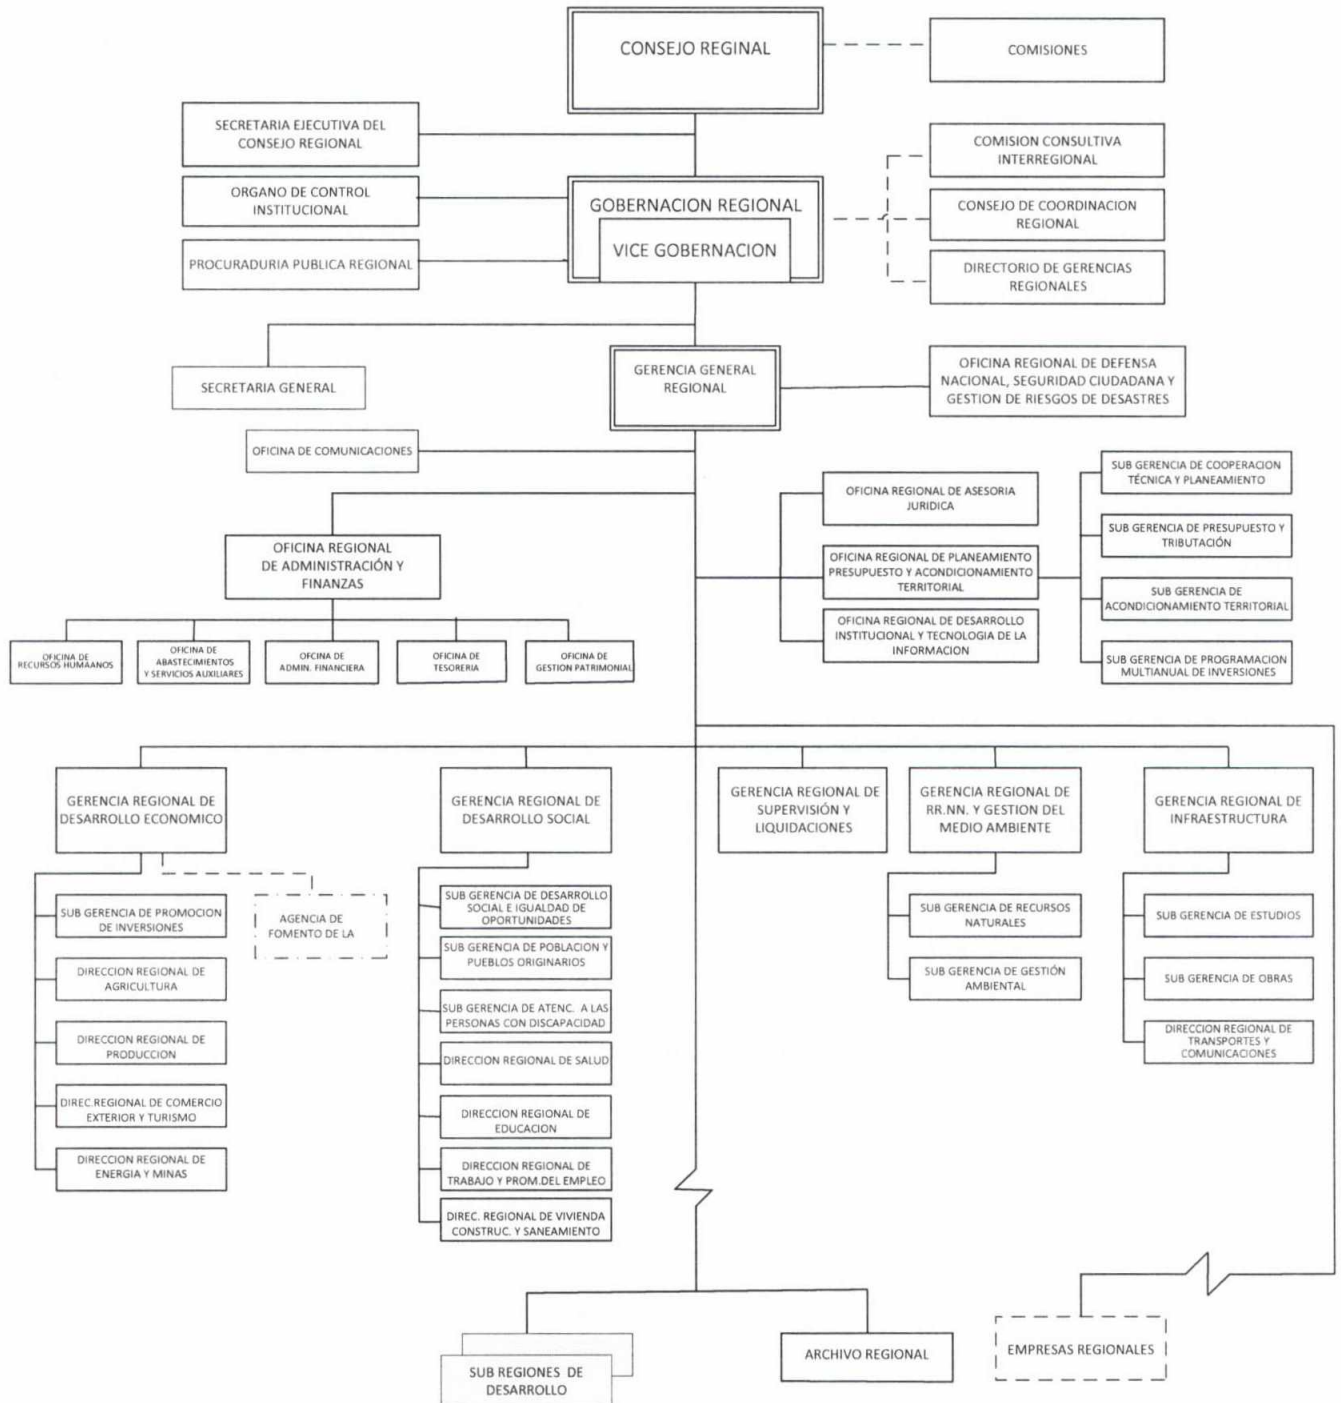 CONSEJO REGINAL
COMISIONES
SECRETARIA EJECUTIVA DEL
CONSEJO REGIONAL
COMISION CONSULTIVA
INTERREGIONAL
ORGANO DE CONTROL
INSTITUCIONAL
GOBERNACION REGIONAL
CONSEJO DE COORDINACION
REGIONAL
VICE GOBERNACION
PROCURADURIA PUBLICA REGIONAL
DIRECTORIO DE GERENCIAS
REGIONALES
SECRETARIA GENERAL
GERENCIA GENERAL
REGIONAL
OFICINA REGIONAL DE DEFENSA
NACIONAL, SEGURIDAD CIUDADANA Y
GESTION DE RIESGOS DE DESASTRES
OFICINA DE COMUNICACIONES
OFICINA REGIONAL DE ASESORIA
JURIDICA
SUB GERENCIA DE COOPERACION
TÉCNICA Y PLANEAMIENTO
OFICINA REGIONAL
DE ADMINISTRACIÓN Y
FINANZAS
OFICINA REGIONAL DE PLANEAMIENTO
PRESUPUESTO Y ACONDICIONAMIENTO
TERRITORIAL
SUB GERENCIA DE PRESUPUESTO Y
TRIBUTACIÓN
SUB GERENCIA DE
ACONDICIONAMIENTO TERRITORIAL
OFICINA REGIONAL DE DESARROLLO
INSTITUCIONAL Y TECNOLOGIA DE LA
INFORMACION
SUB GERENCIA DE PROGRAMACION
MULTIANUAL DE INVERSIONES
OFICINA DE
RECURSOS HUMAANOS
OFICINA DE
ABASTECIMIENTOS
Y SERVICIOS AUXILIARES
OFCINA DE
ADMIN. FINANCIERA
OFICINA DE
TESORERIA
OFICINA DE
GESTION PATRIMONIAL
GERENCIA REGIONAL DE
DESARROLLO ECONOMICO
GERENCIA REGIONAL DE
DESARROLLO SOCIAL
GERENCIA REGIONAL DE
SUPERVISIÓN Y
LIQUIDACIONES
GERENCIA REGIONAL DE
RR.NN. Y GESTION DEL
MEDIO AMBIENTE
GERENCIA REGIONAL DE
INFRAESTRUCTURA
SUB GERENCIA DE PROMOCION
DE INVERSIONES
AGENCIA DE
FOMENTO DE LA
DIRECCION REGIONAL DE
AGRICULTURA
DIRECCION REGIONAL DE
PRODUCCION
DIREC.REGIONAL DE COMERCIO
EXTERIOR Y TURISMO
DIRECCION REGIONAL DE
ENERGIA Y MINAS
SUB GERENCIA DE DESARROLLO
SOCIAL E IGUALDAD DE
OPORTUNIDADES
SUB GERENCIA DE POBLACION Y
PUEBLOS ORIGINARIOS
SUB GERENCIA DE ATENC. A LAS
PERSONAS CON DISCAPACIDAD
DIRECCION REGIONAL DE SALUD
DIRECCION REGIONAL DE
EDUCACION
DIRECCION REGIONAL DE
TRABAJO Y PROM.DEL EMPLEO
DIREC. REGIONAL DE VIVIENDA
CONSTRUC. Y SANEAMIENTO
SUB GERENCIA DE RECURSOS
NATURALES
SUB GERENCIA DE GESTIÓN
AMBIENTAL
SUB GERENCIA DE ESTUDIOS
SUB GERENCIA DE OBRAS
DIRECCION REGIONAL DE
TRANSPORTES Y
COMUNICACIONES
SUB REGIONES DE
DESARROLLO
ARCHIVO REGIONAL
EMPRESAS REGIONALES